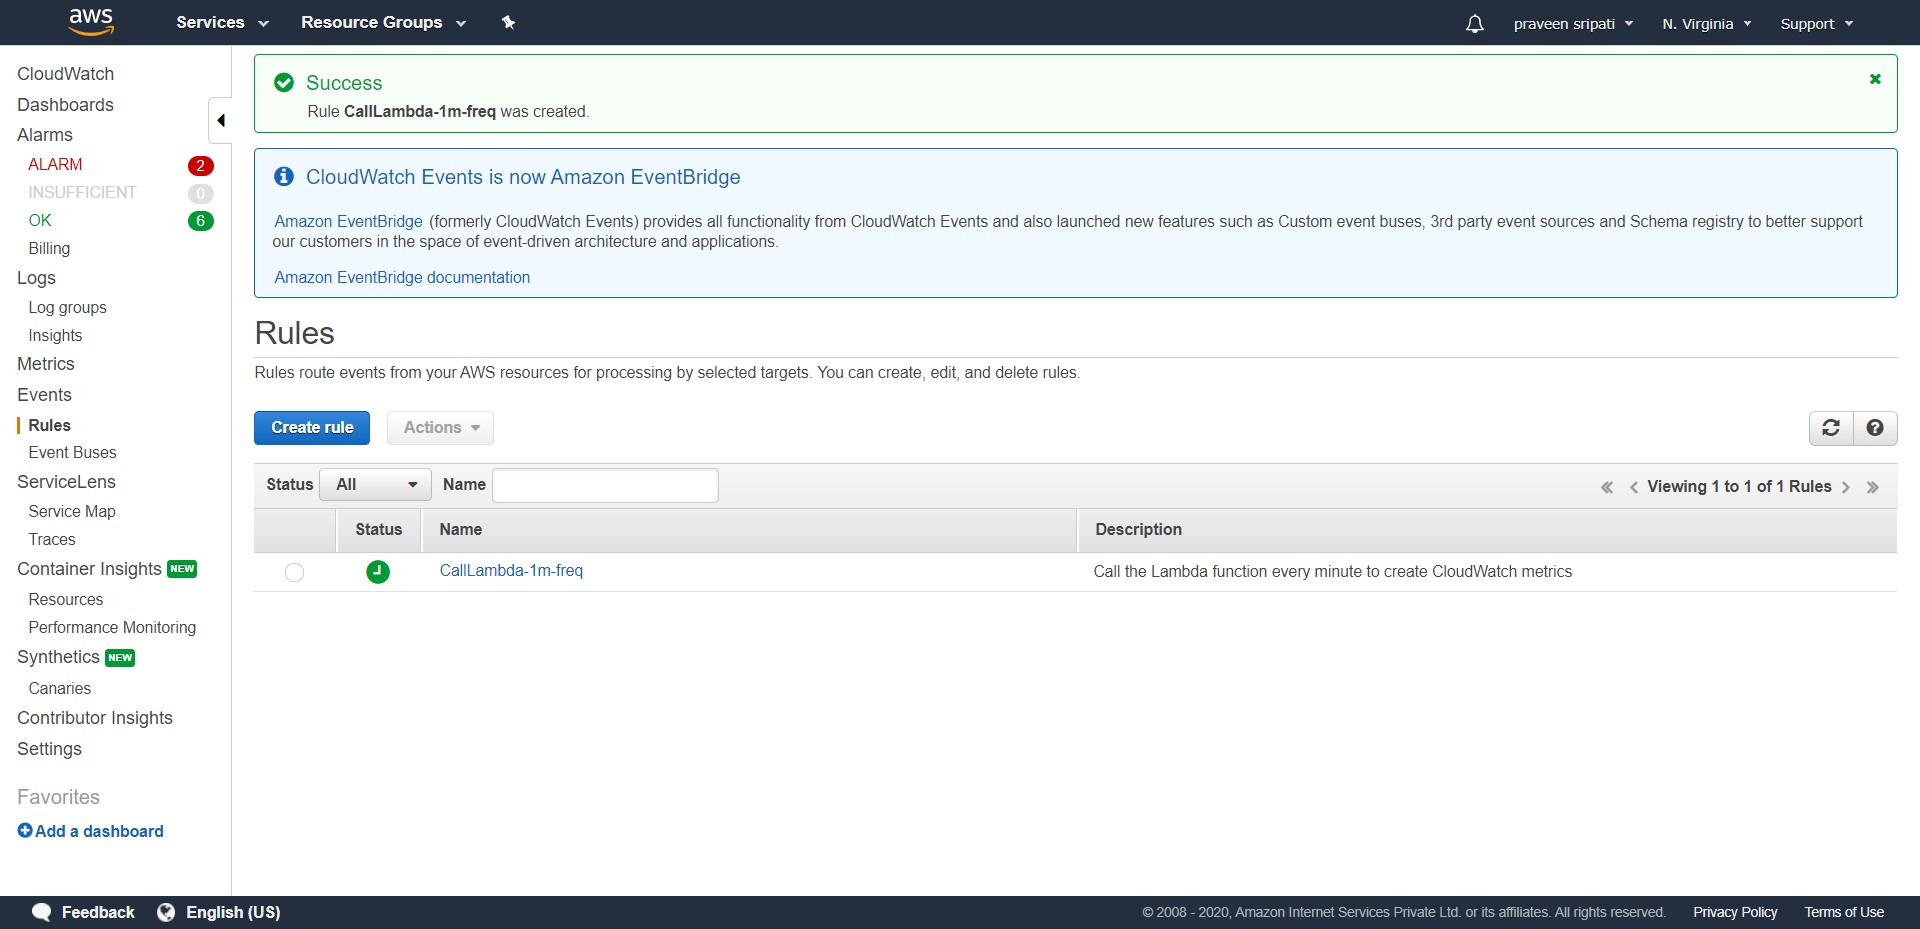 aws
Services
Resource Groups
praveen sripati
N. Virginia
Support
CloudWatch
Dashboards
Alarms
ALARM 2
INSUFFICIENT 0
OK 6
Billing
Logs
Log groups
Insights
Metrics
Events
Rules
Event Buses
ServiceLens
Service Map
Traces
Container Insights NEW
Resources
Performance Monitoring
Synthetics NEW
Canaries
Contributor Insights
Settings
Favorites
Add a dashboard
Success
Rule CallLambda-1m-freq was created.
CloudWatch Events is now Amazon EventBridge
Amazon EventBridge (formerly CloudWatch Events) provides all functionality from CloudWatch Events and also launched new features such as Custom event buses, 3rd party event sources and Schema registry to better support
our customers in the space of event-driven architecture and applications.
Amazon EventBridge documentation
Rules
Rules route events from your AWS resources for processing by selected targets. You can create, edit, and delete rules.
Create rule
Actions
Status All Name
Viewing 1 to 1 of 1 Rules
Status Name Description
CallLambda-1m-freq Call the Lambda function every minute to create CloudWatch metrics
Feedback
English (US)
© 2008 - 2020, Amazon Internet Services Private Ltd. or its affiliates. All rights reserved.
Privacy Policy
Terms of Use